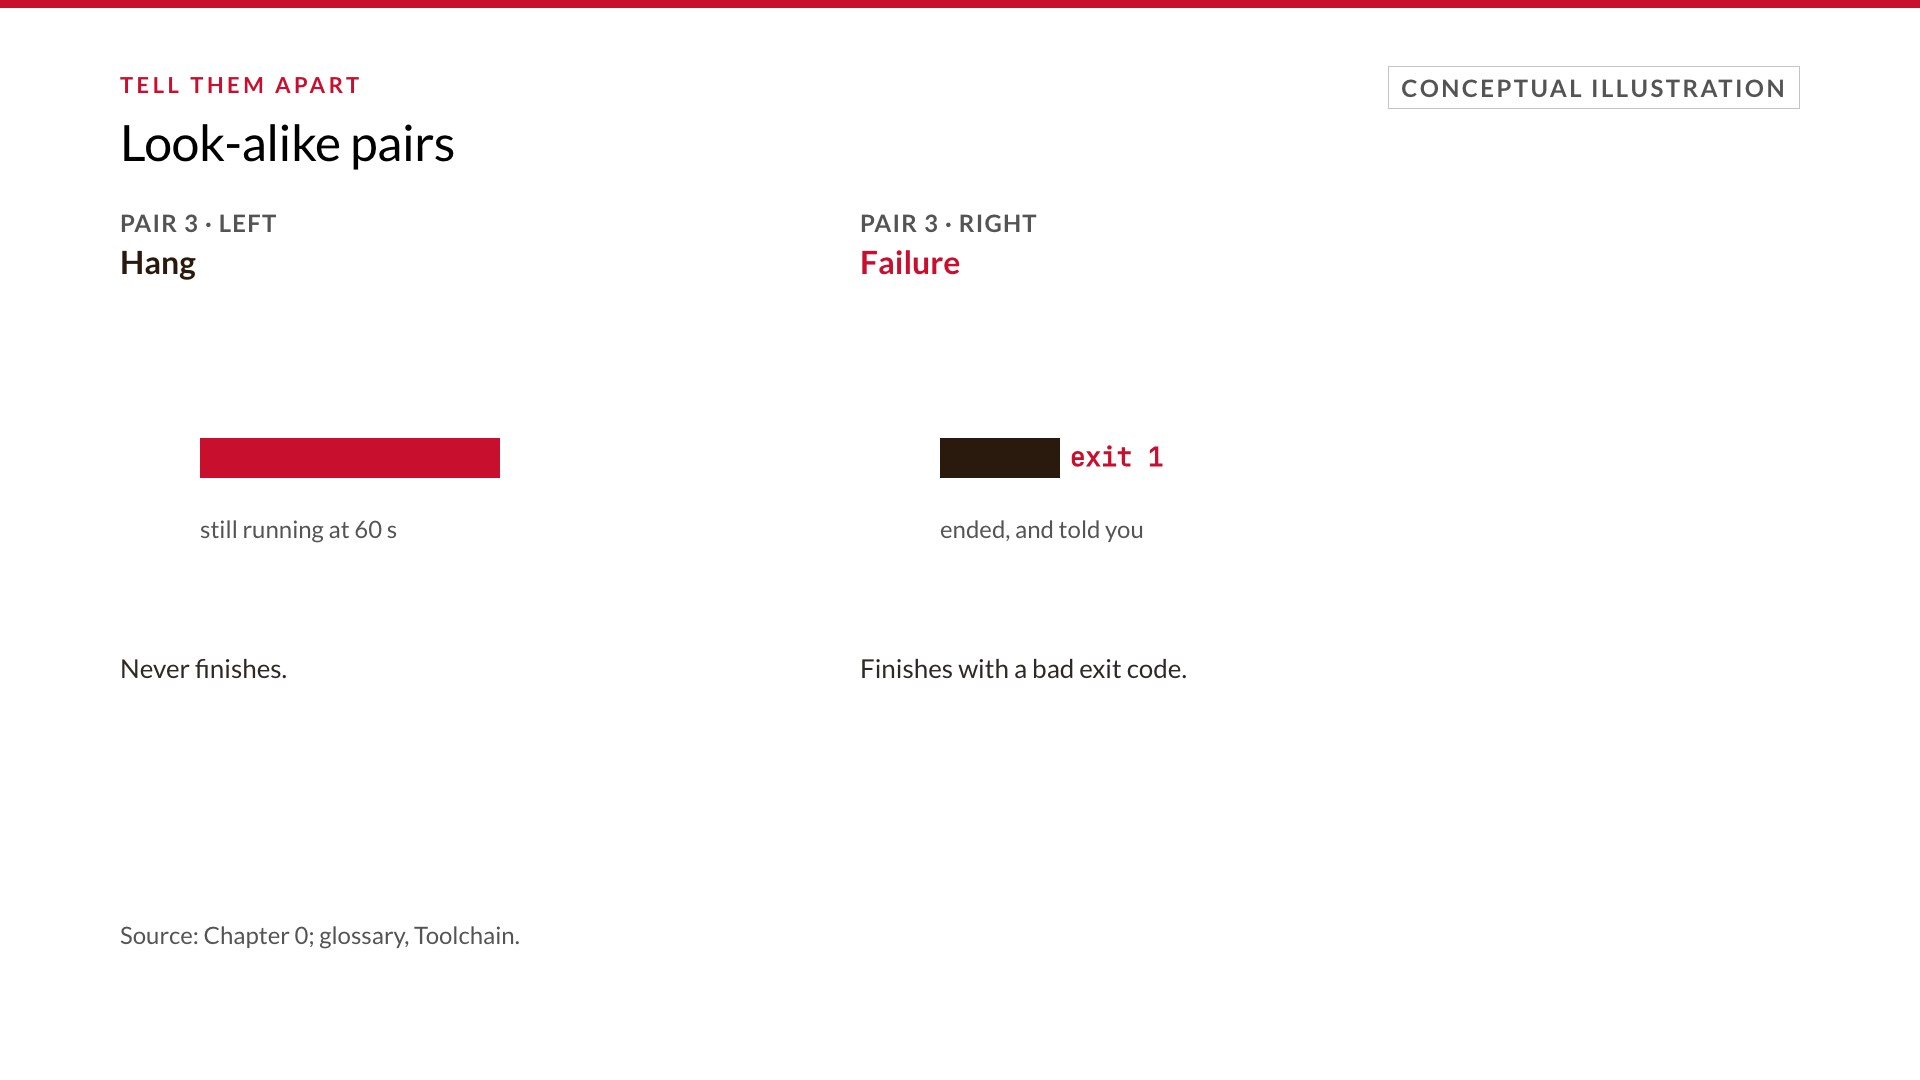 TELL THEM APART
CONCEPTUAL ILLUSTRATION
Look-alike pairs
PAIR 3 · LEFT
Hang
still running at 60 s
Never finishes.
PAIR 3 · RIGHT
Failure
exit 1
ended, and told you
Finishes with a bad exit code.
Source: Chapter 0; glossary, Toolchain.